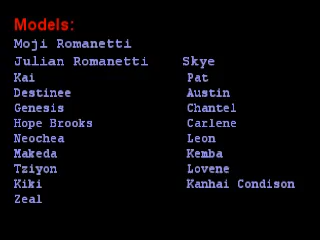 Models:
Moji Romanetti
Julian Romanetti Skye
Kai Pat
Destinee Austin
Genesis Chantel
Hope Brooks Carlene
Neochea Leon
Makeda Kemba
Tziyon Lovene
Kiki Kanhai Condison
Zeal